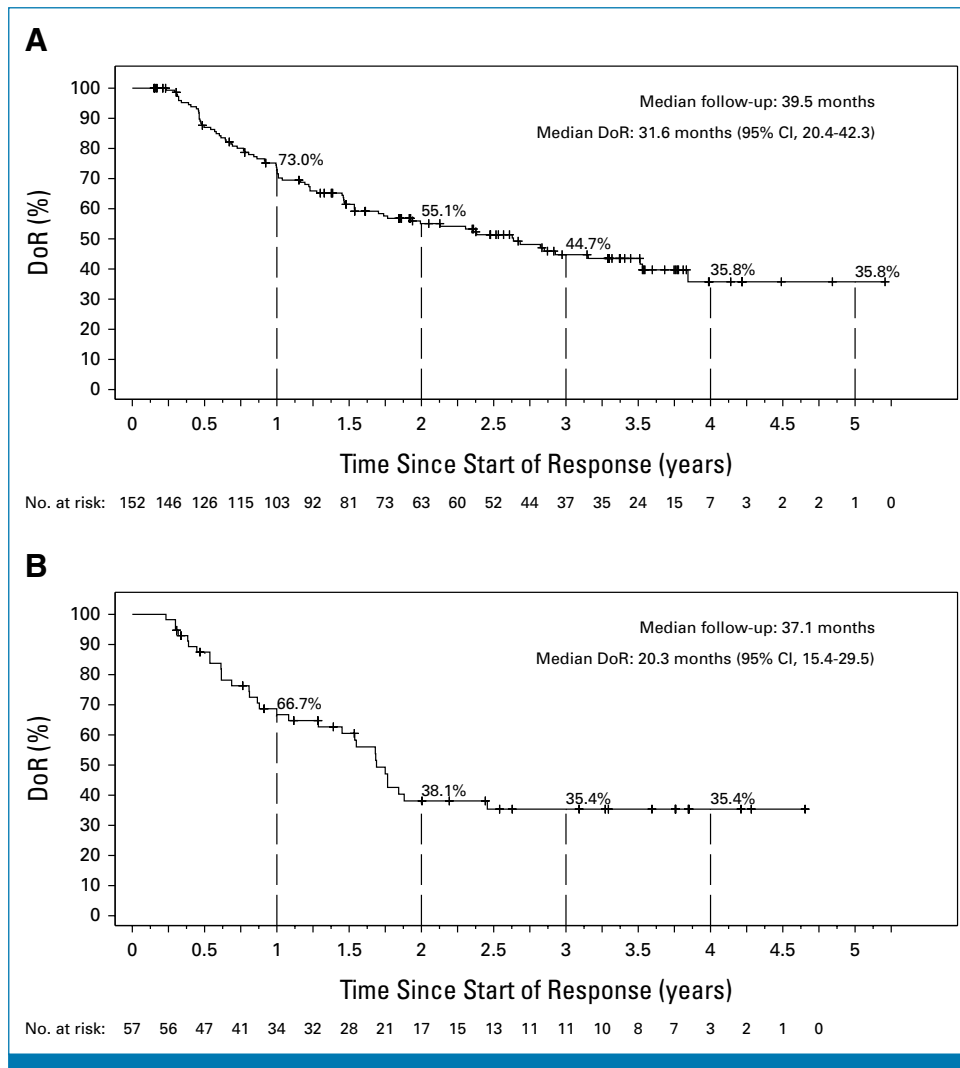 A
Median follow-up: 39.5 months
Median DoR: 31.6 months (95% CI, 20.4-42.3)
DoR (%)
100
90
80
70
60
50
40
30
20
10
0
73.0%
55.1%
44.7%
35.8%
35.8%
0 0.5 1 1.5 2 2.5 3 3.5 4 4.5 5
Time Since Start of Response (years)
No. at risk: 152 146 126 115 103 92 81 73 63 60 52 44 37 35 24 15 7 3 2 2 1 0
B
Median follow-up: 37.1 months
Median DoR: 20.3 months (95% CI, 15.4-29.5)
DoR (%)
100
90
80
70
60
50
40
30
20
10
0
66.7%
38.1%
35.4%
35.4%
0 0.5 1 1.5 2 2.5 3 3.5 4 4.5 5
Time Since Start of Response (years)
No. at risk: 57 56 47 41 34 32 28 21 17 15 13 11 11 10 8 7 3 2 1 0